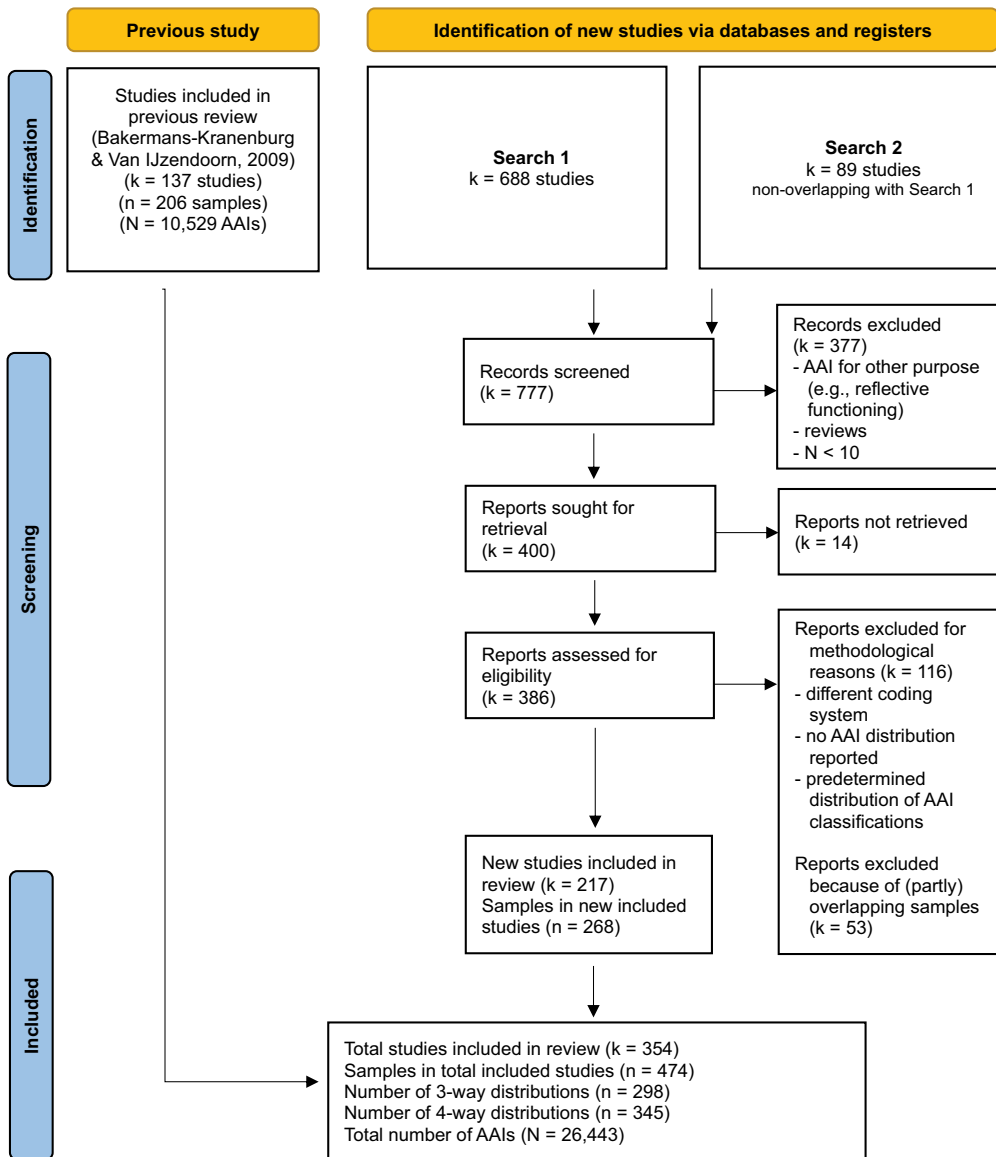 Previous study
Identification of new studies via databases and registers
Identification
Studies included in
previous review
(Bakermans-Kranenburg
& Van IJzendoorn, 2009)
(k = 137 studies)
(n = 206 samples)
(N = 10,529 AAIs)
Search 1
k = 688 studies
Search 2
k = 89 studies
non-overlapping with Search 1
Screening
Records screened
(k = 777)
Records excluded
(k = 377)
- AAI for other purpose
(e.g., reflective
functioning)
- reviews
- N < 10
Reports sought for
retrieval
(k = 400)
Reports not retrieved
(k = 14)
Reports assessed for
eligibility
(k = 386)
Reports excluded for
methodological
reasons (k = 116)
- different coding
system
- no AAI distribution
reported
- predetermined
distribution of AAI
classifications
Reports excluded
because of (partly)
overlapping samples
(k = 53)
Included
New studies included in
review (k = 217)
Samples in new included
studies (n = 268)
Total studies included in review (k = 354)
Samples in total included studies (n = 474)
Number of 3-way distributions (n = 298)
Number of 4-way distributions (n = 345)
Total number of AAIs (N = 26,443)